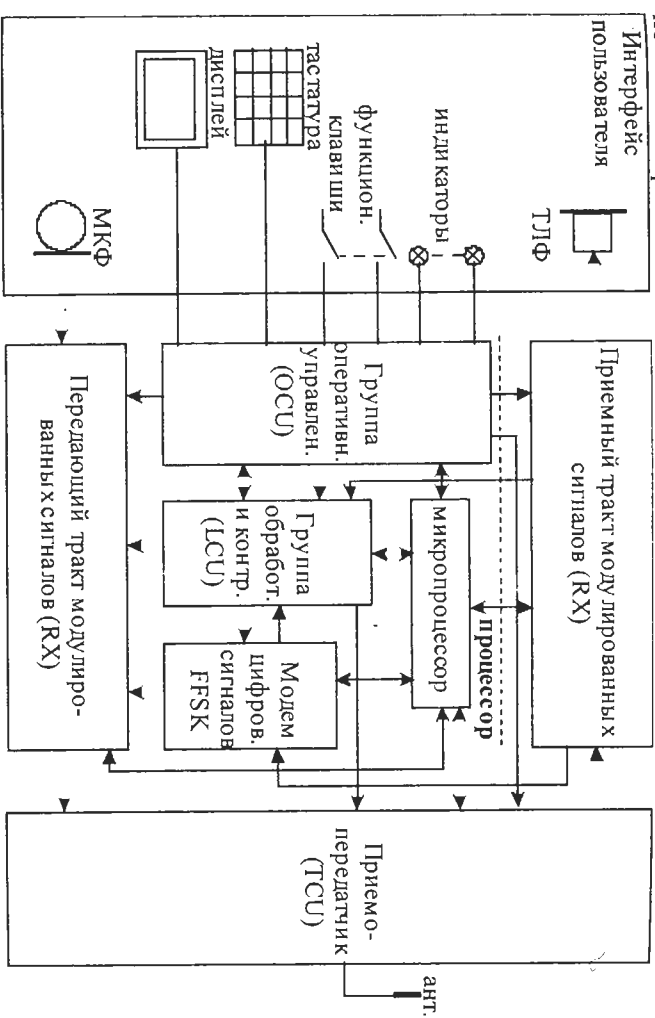 Интерфейс
пользователя
ТЛФ
индикаторы
функцион.
клавиши
тастатура
дисплей
МКФ
Приемный тракт модулированных
сигналов (RX)
Группа
оперативн.
управлен.
(OCU)
процессор
микропроцессор
Группа
обработ.
и контр.
(LCU)
Модем
цифров.
сигналов
FFSK
Передающий тракт модулиро-
ванных сигналов (RX)
Приемо-
передатчик
(TCU)
ант.